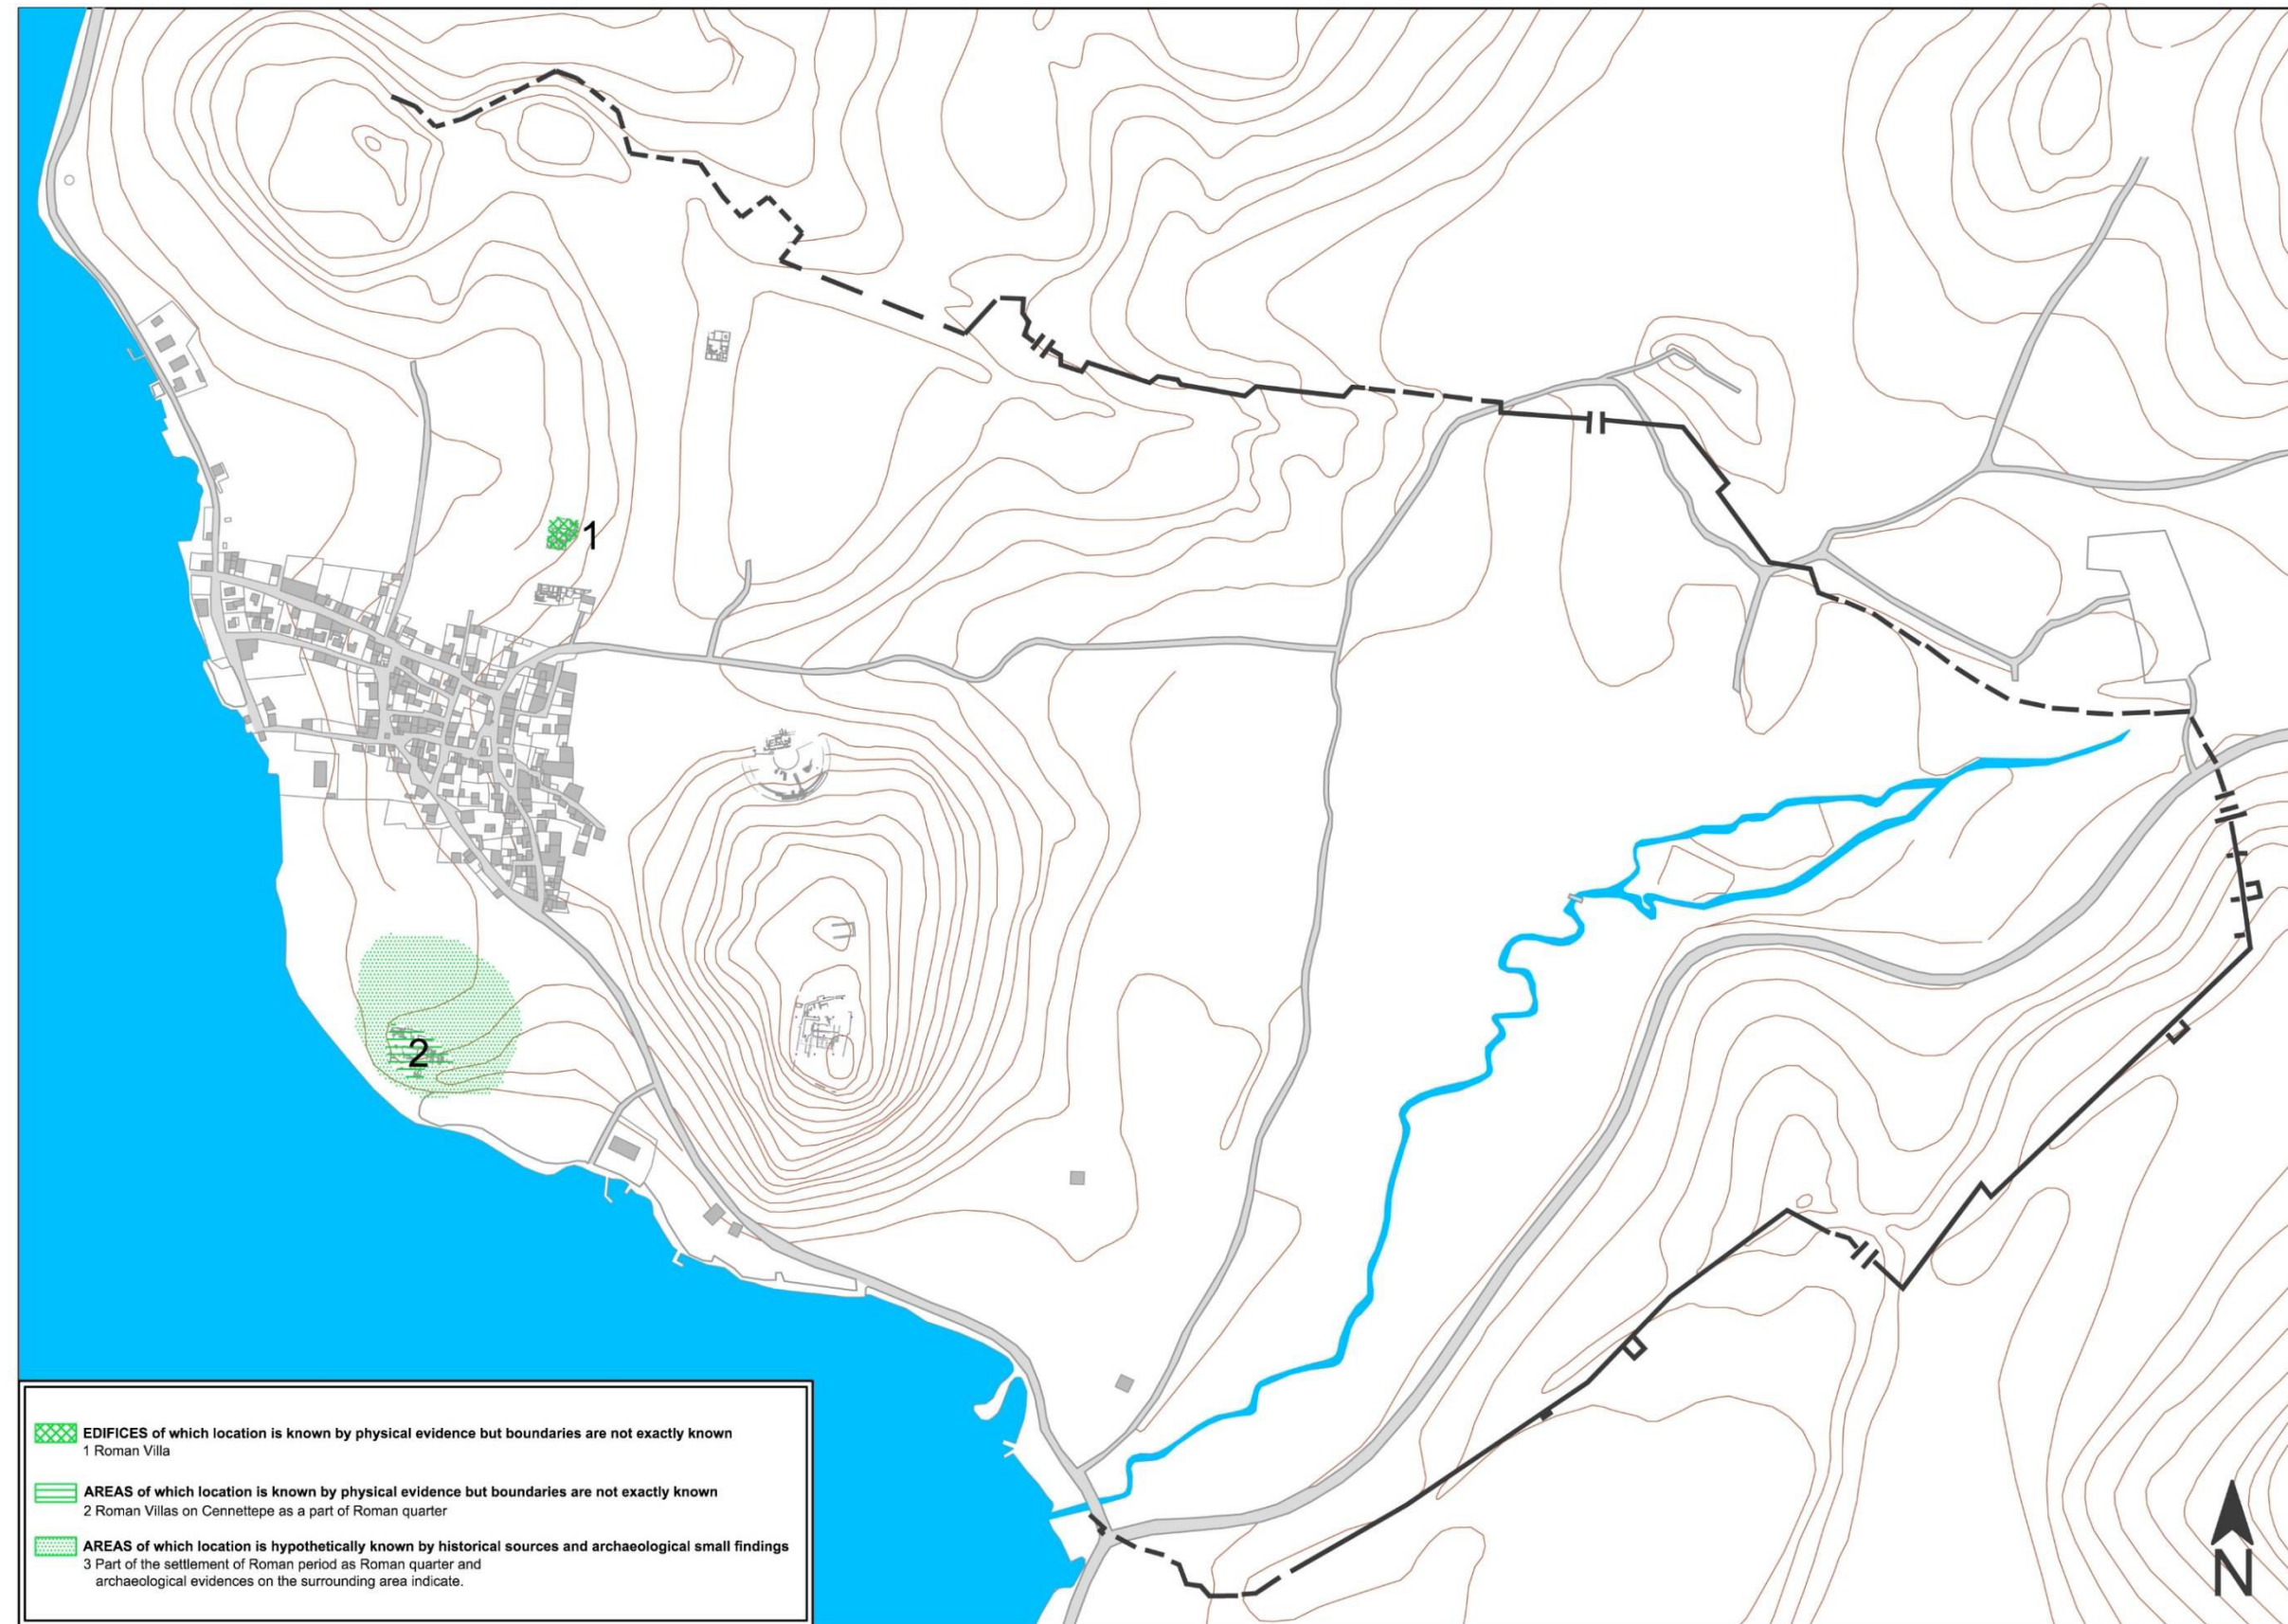 1
2
EDIFICES of which location is known by physical evidence but boundaries are not exactly known
1 Roman Villa
AREAS of which location is known by physical evidence but boundaries are not exactly known
2 Roman Villas on Cennettepe as a part of Roman quarter
AREAS of which location is hypothetically known by historical sources and archaeological small findings
3 Part of the settlement of Roman period as Roman quarter and
archaeological evidences on the surrounding area indicate.
N